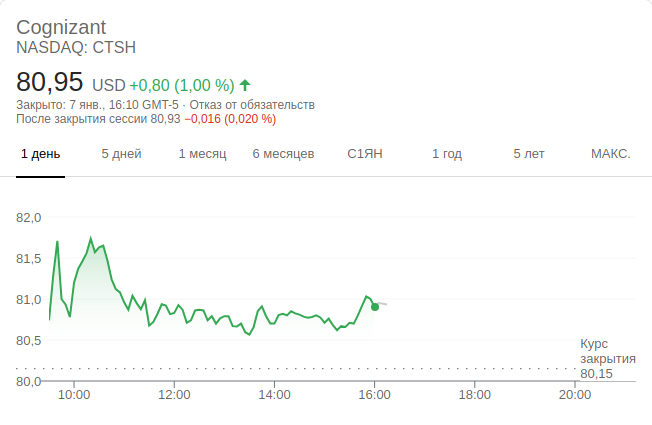 Cognizant
NASDAQ: CTSH
80,95 USD +0,80 (1,00 %)
Закрыто: 7 янв., 16:10 GMT-5 · Отказ от обязательств
После закрытия сессии 80,93 −0,016 (0,020 %)
1 день 5 дней 1 месяц 6 месяцев С1ЯН 1 год 5 лет МАКС.
82,0
81,5
81,0
80,5
Курс
закрытия
80,15
80,0
10:00 12:00 14:00 16:00 18:00 20:00